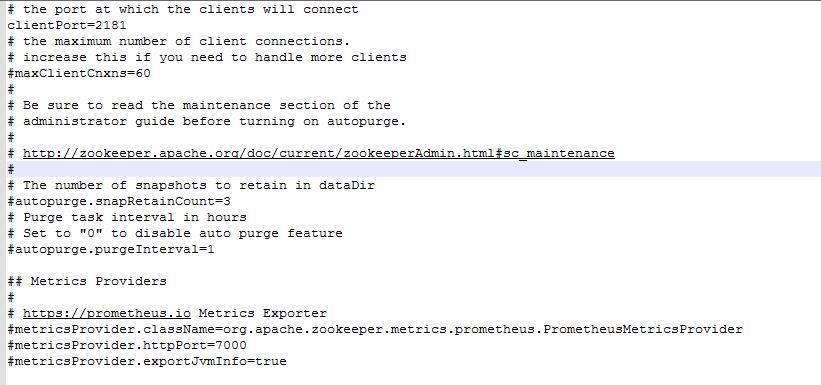 # the port at which the clients will connect
clientPort=2181
# the maximum number of client connections.
# increase this if you need to handle more clients
#maxClientCnxns=60
#
# Be sure to read the maintenance section of the
# administrator guide before turning on autopurge.
#
# http://zookeeper.apache.org/doc/current/zookeeperAdmin.html#sc_maintenance
#
# The number of snapshots to retain in dataDir
#autopurge.snapRetainCount=3
# Purge task interval in hours
# Set to "0" to disable auto purge feature
#autopurge.purgeInterval=1

## Metrics Providers
#
# https://prometheus.io Metrics Exporter
#metricsProvider.className=org.apache.zookeeper.metrics.prometheus.PrometheusMetricsProvider
#metricsProvider.httpPort=7000
#metricsProvider.exportJvmInfo=true